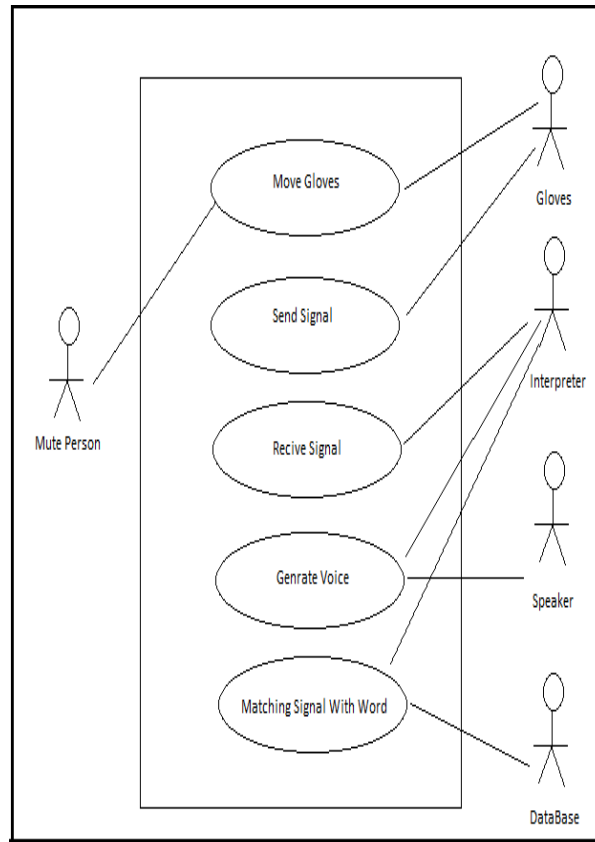 Move Gloves
Gloves
Send Signal
Interpreter
Mute Person
Recive Signal
Genrate Voice
Speaker
Matching Signal With Word
DataBase